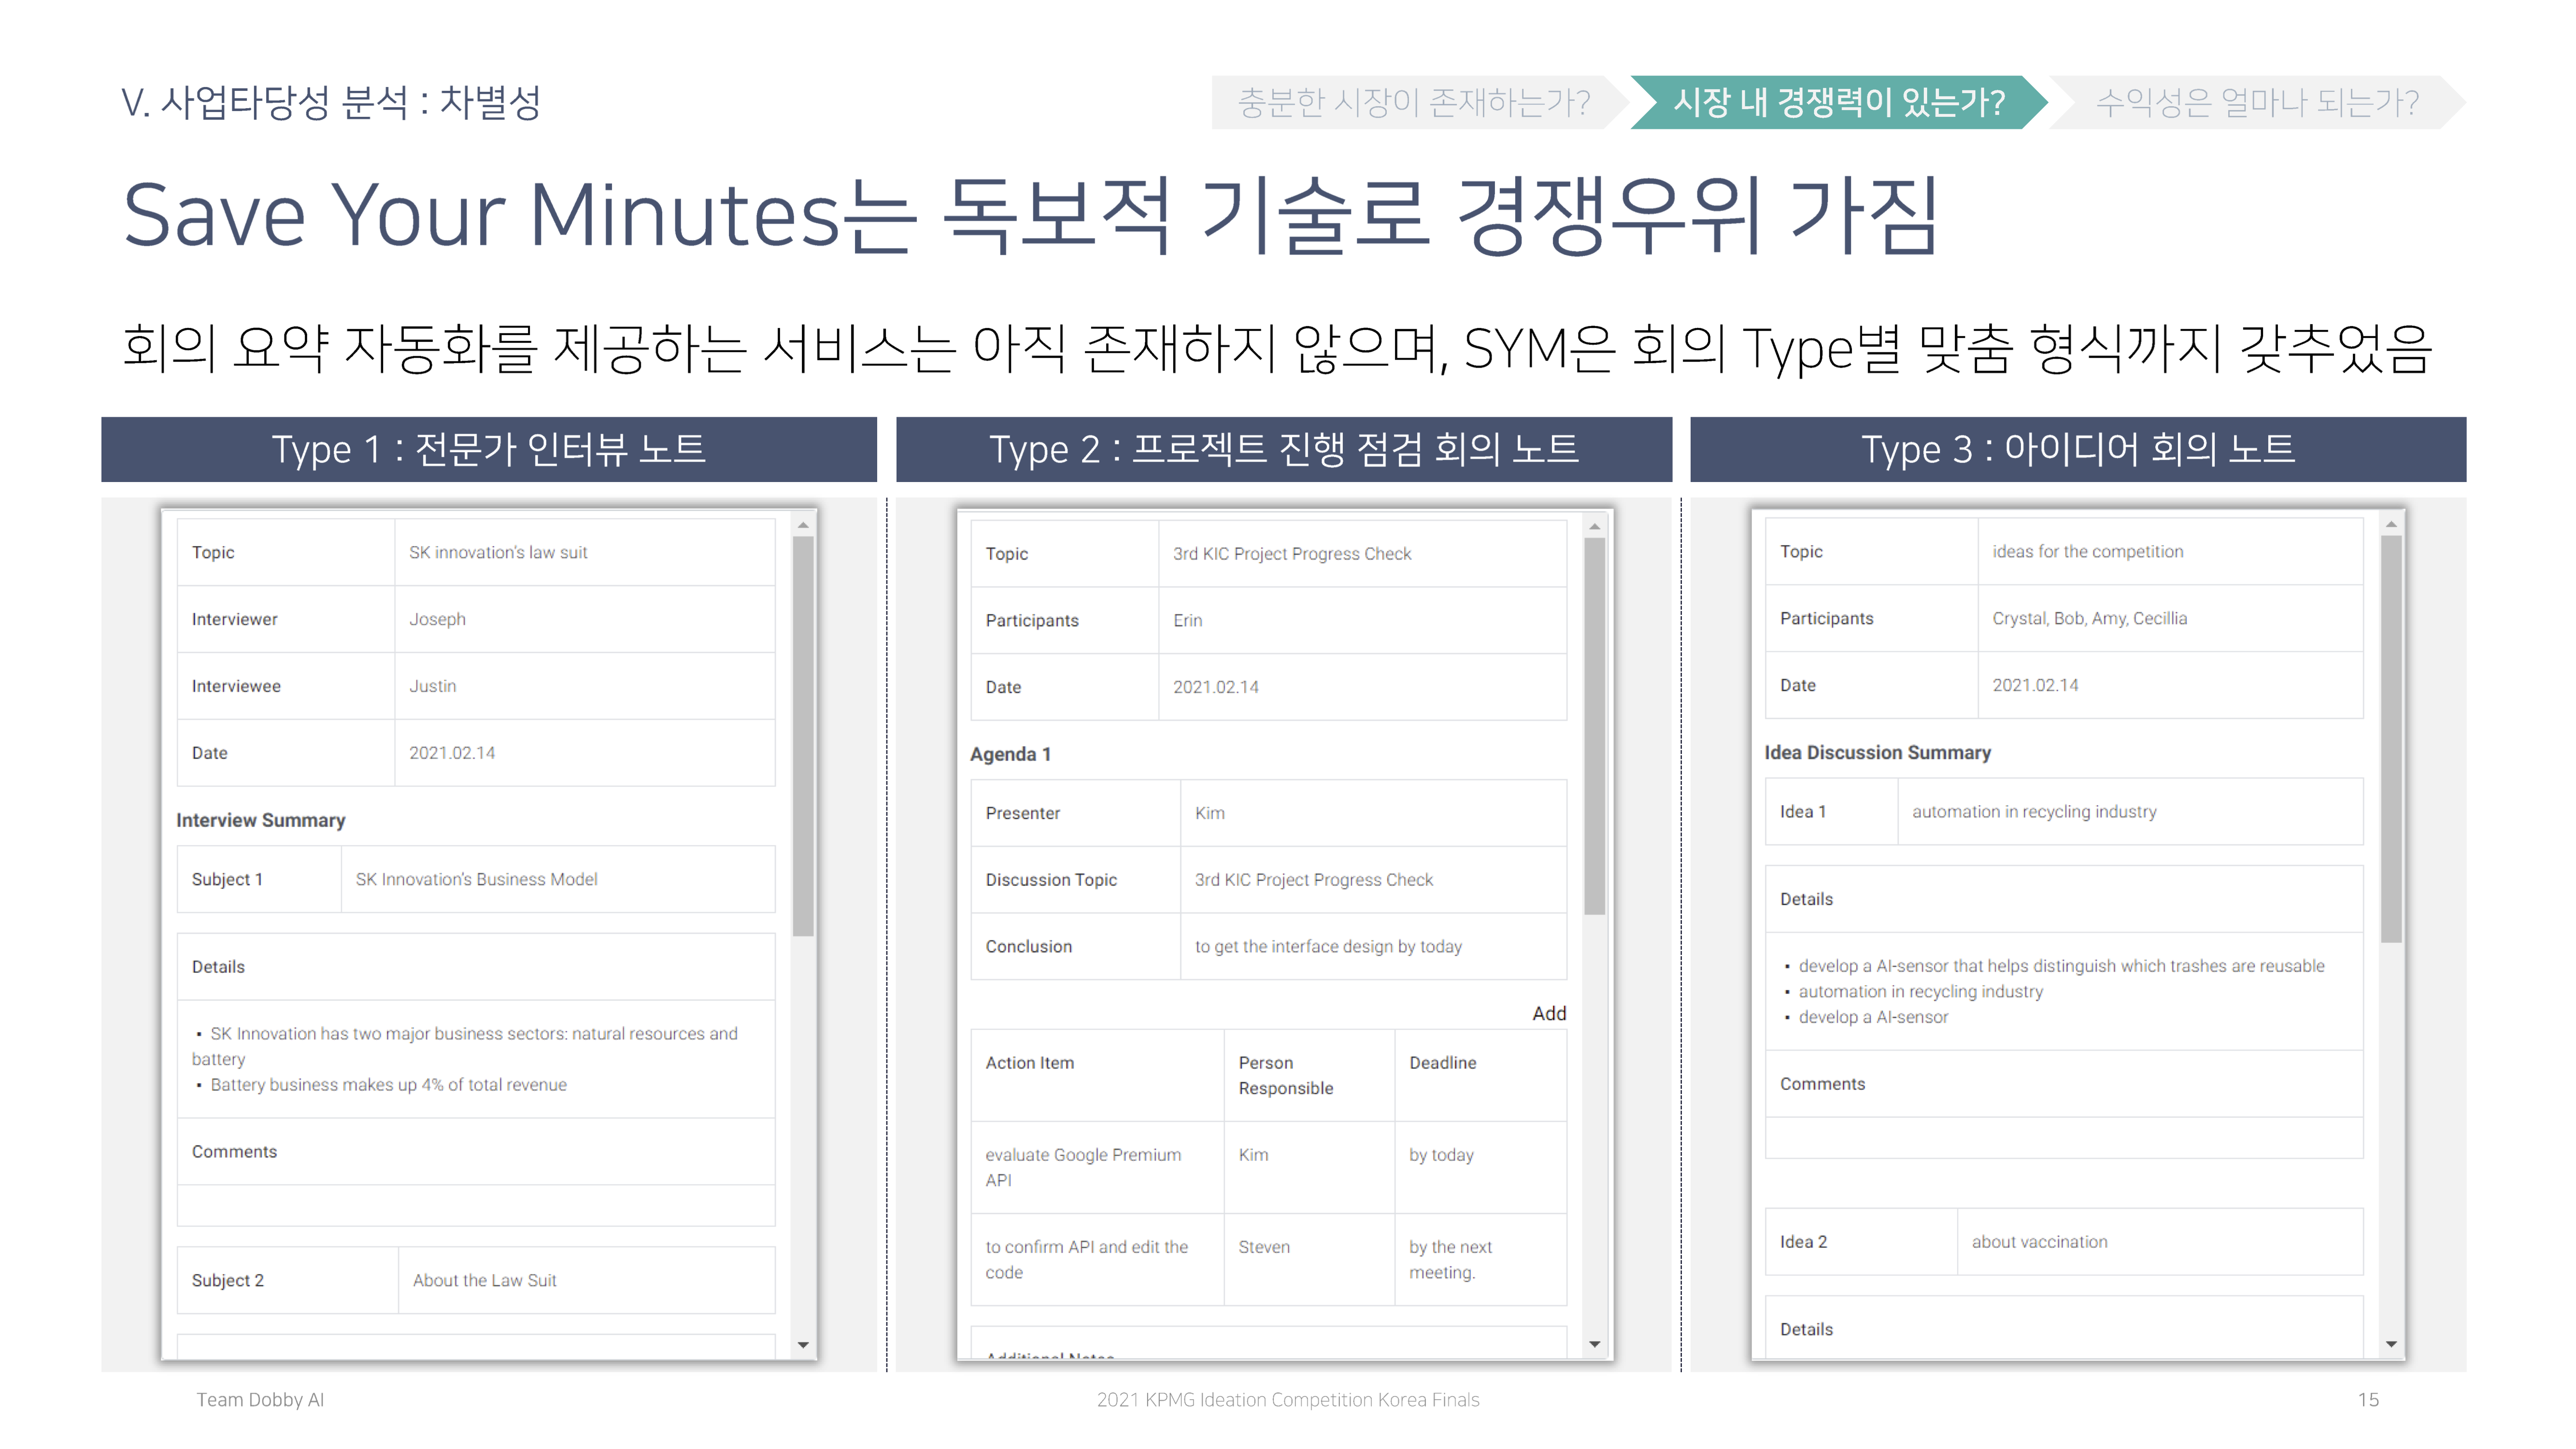 V. 사업타당성 분석 : 차별성
충분한 시장이 존재하는가?
시장 내 경쟁력이 있는가?
수익성은 얼마나 되는가?
Save Your Minutes는 독보적 기술로 경쟁우위 가짐
회의 요약 자동화를 제공하는 서비스는 아직 존재하지 않으며, SYM은 회의 Type별 맞춤 형식까지 갖추었음
Type 1 : 전문가 인터뷰 노트
Topic SK innovation's law suit
Interviewer Joseph
Interviewee Justin
Date 2021.02.14
Interview Summary
Subject 1 SK Innovation's Business Model
Details
▪ SK Innovation has two major business sectors: natural resources and
battery
▪ Battery business makes up 4% of total revenue
Comments
Subject 2 About the Law Suit
Type 2 : 프로젝트 진행 점검 회의 노트
Topic 3rd KIC Project Progress Check
Participants Erin
Date 2021.02.14
Agenda 1
Presenter Kim
Discussion Topic 3rd KIC Project Progress Check
Conclusion to get the interface design by today
Add
Action Item Person Deadline
Responsible
evaluate Google Premium Kim by today
API
to confirm API and edit the Steven by the next
code meeting.
Additional Notes
Type 3 : 아이디어 회의 노트
Topic ideas for the competition
Participants Crystal, Bob, Amy, Cecillia
Date 2021.02.14
Idea Discussion Summary
Idea 1 automation in recycling industry
Details
▪ develop a AI-sensor that helps distinguish which trashes are reusable
▪ automation in recycling industry
▪ develop a AI-sensor
Comments
Idea 2 about vaccination
Details
Team Dobby AI
2021 KPMG Ideation Competition Korea Finals
15